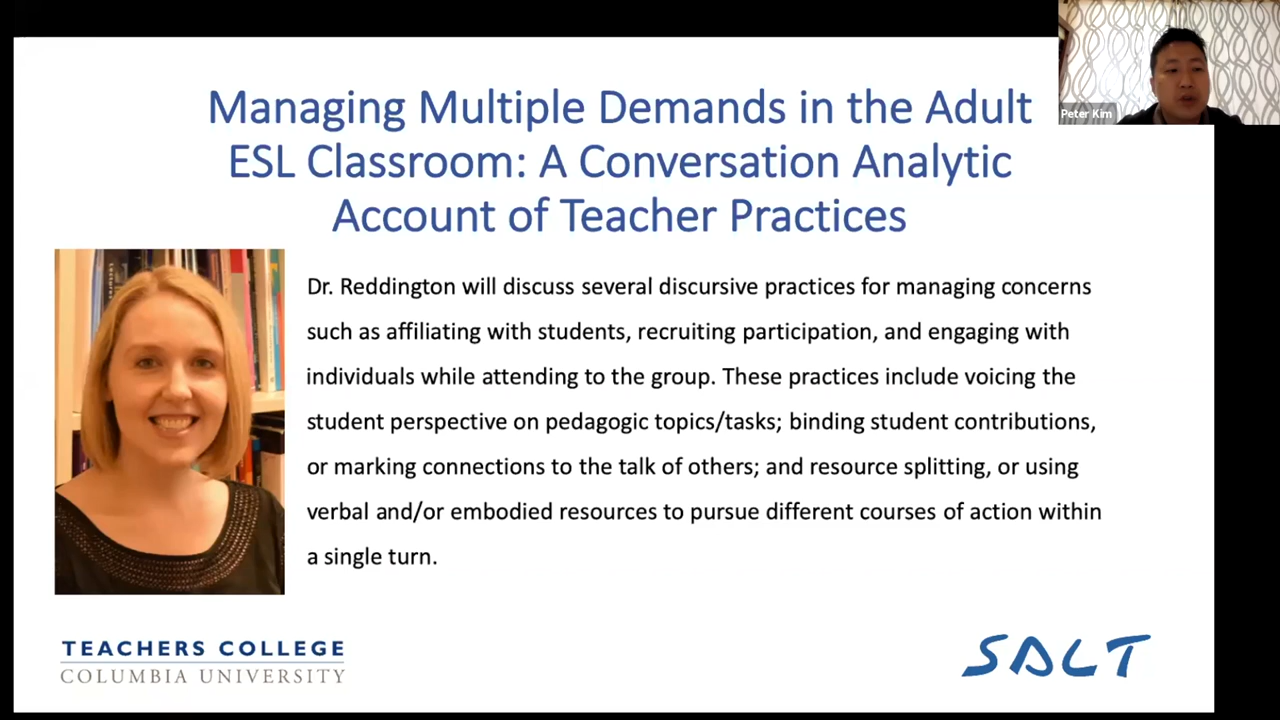 Managing Multiple Demands in the Adult
ESL Classroom: A Conversation Analytic
Account of Teacher Practices
Peter Kim
Dr. Reddington will discuss several discursive practices for managing concerns
such as affiliating with students, recruiting participation, and engaging with
individuals while attending to the group. These practices include voicing the
student perspective on pedagogic topics/tasks; binding student contributions,
or marking connections to the talk of others; and resource splitting, or using
verbal and/or embodied resources to pursue different courses of action within
a single turn.
TEACHERS COLLEGE
COLUMBIA UNIVERSITY
SALT